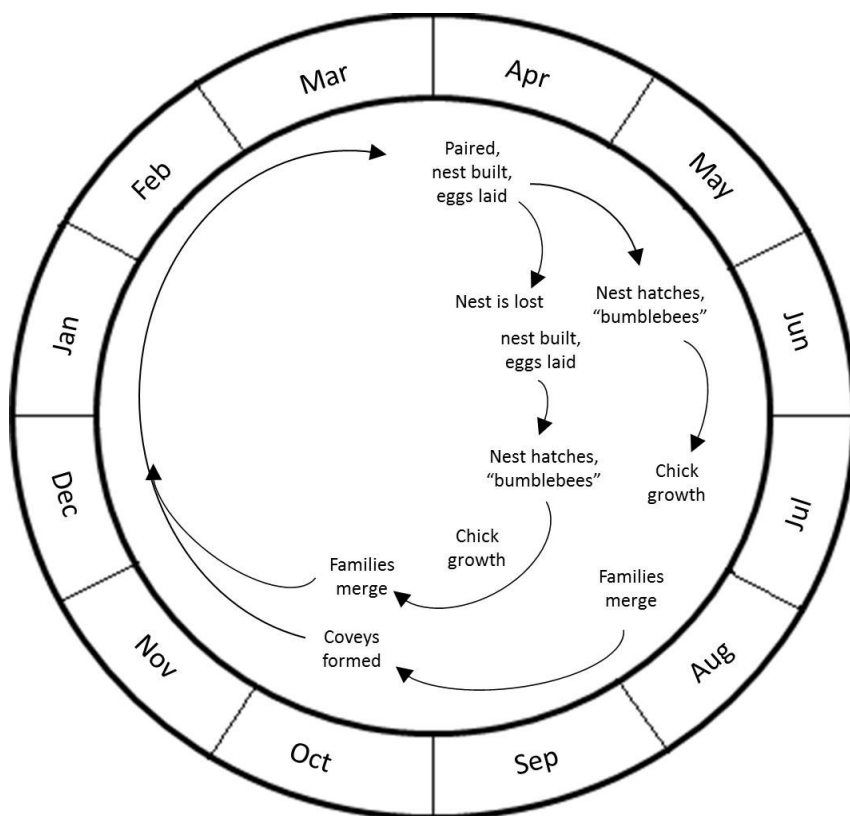 Mar
Apr
Feb
May
Jan
Jun
Dec
Jul
Nov
Aug
Oct
Sep
Paired,
nest built,
eggs laid
Nest is lost
nest built,
eggs laid
Nest hatches,
“bumblebees”
Nest hatches,
“bumblebees”
Chick
growth
Chick
growth
Families
merge
Families
merge
Coveys
formed